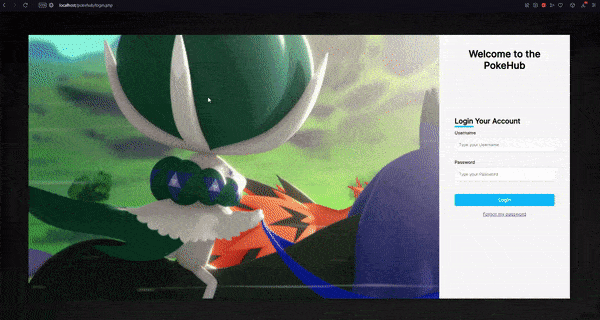 localhost/pokehub/login.php
Welcome to the
PokeHub
Login Your Account
Username
Type your Username
Password
Type your Password
Login
Forgot my password